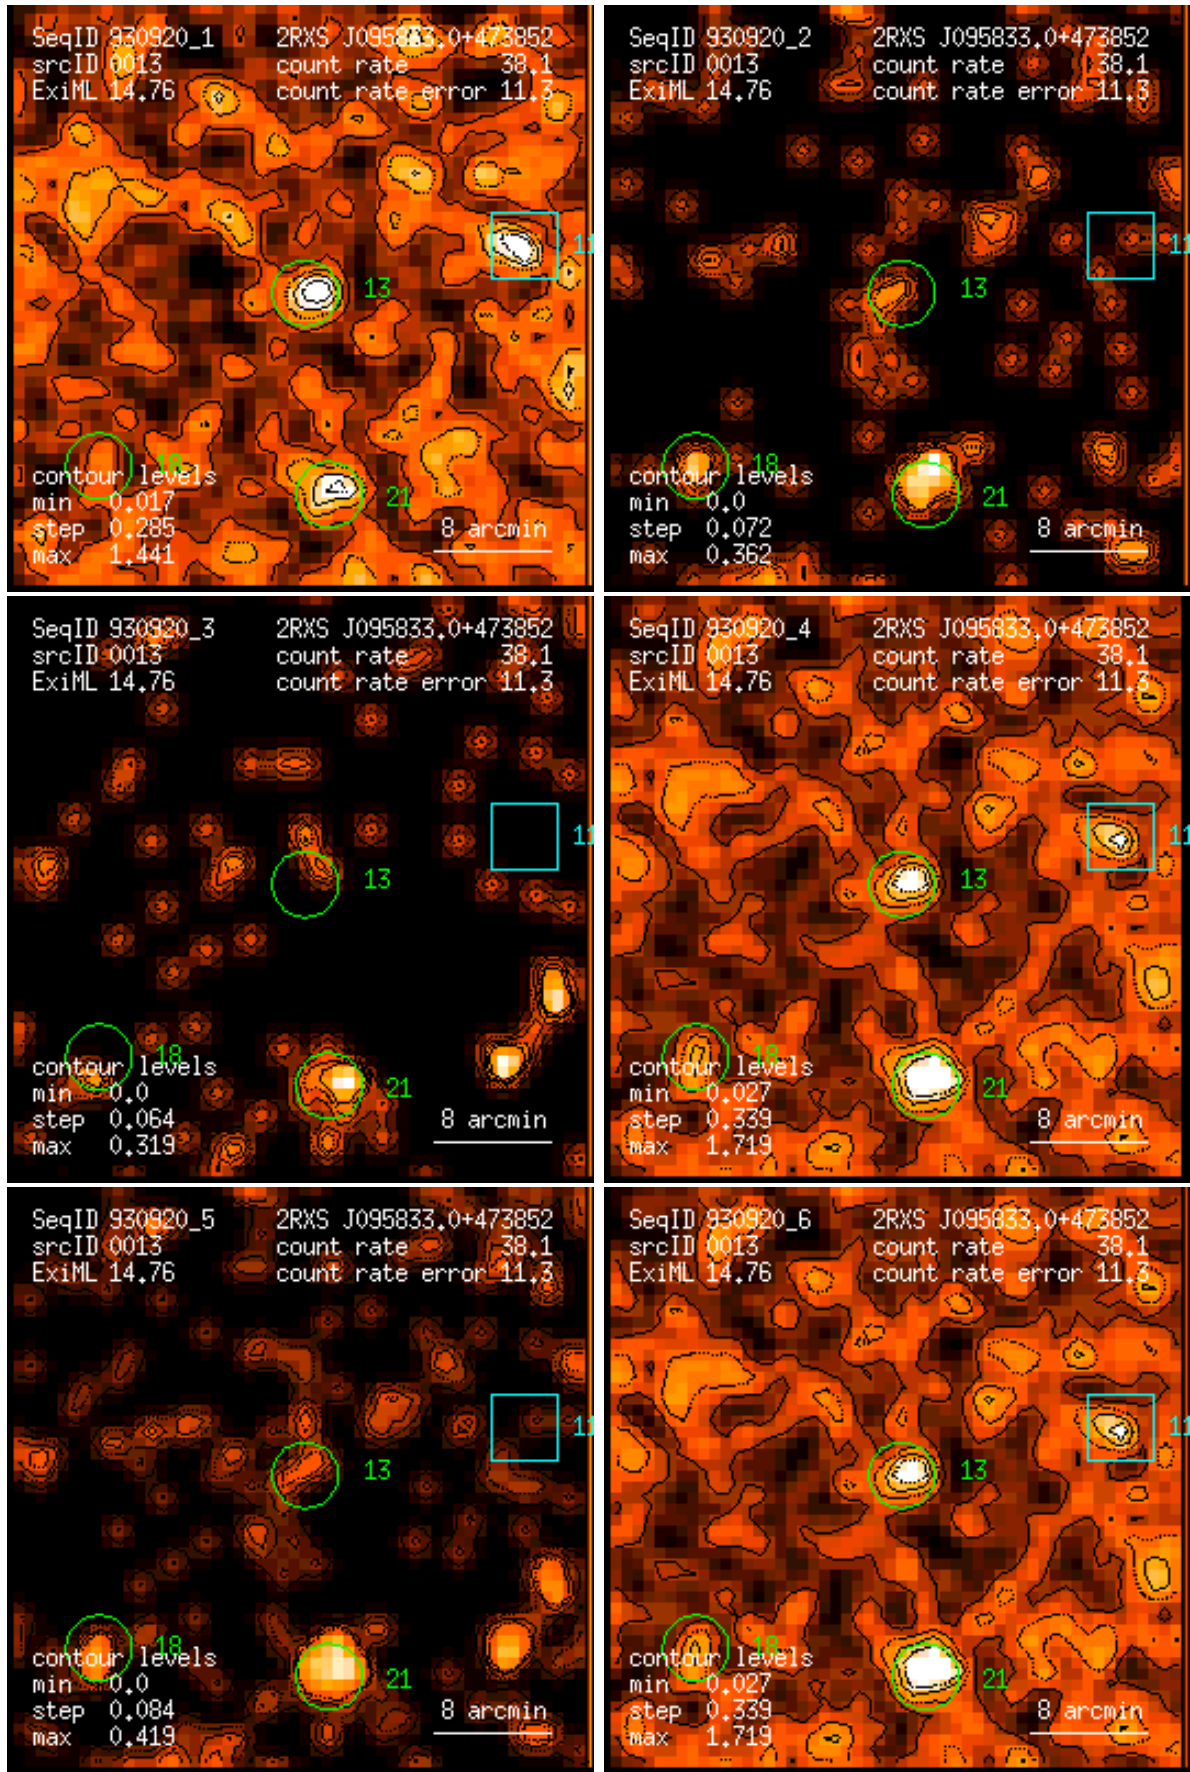 SeqID 930920_1 2RXS J095833.0+473852
srcID 0013 count rate 38.1
ExiML 14.76 count rate error 11.3
11
13
18
contour levels
21
min 0.017
step 0.285 8 arcmin
max 1.441
SeqID 930920_2 2RXS J095833.0+473852
srcID 0013 count rate 38.1
ExiML 14.76 count rate error 11.3
11
13
18
contour levels
21
min 0.0
step 0.072 8 arcmin
max 0.362
SeqID 930920_3 2RXS J095833.0+473852
srcID 0013 count rate 38.1
ExiML 14.76 count rate error 11.3
11
13
18
contour levels
21
min 0.0
step 0.064 8 arcmin
max 0.319
SeqID 930920_4 2RXS J095833.0+473852
srcID 0013 count rate 38.1
ExiML 14.76 count rate error 11.3
11
13
18
contour levels
21
min 0.027
step 0.339 8 arcmin
max 1.719
SeqID 930920_5 2RXS J095833.0+473852
srcID 0013 count rate 38.1
ExiML 14.76 count rate error 11.3
11
13
18
contour levels
21
min 0.0
step 0.084 8 arcmin
max 0.419
SeqID 930920_6 2RXS J095833.0+473852
srcID 0013 count rate 38.1
ExiML 14.76 count rate error 11.3
11
13
18
contour levels
21
min 0.027
step 0.339 8 arcmin
max 1.719